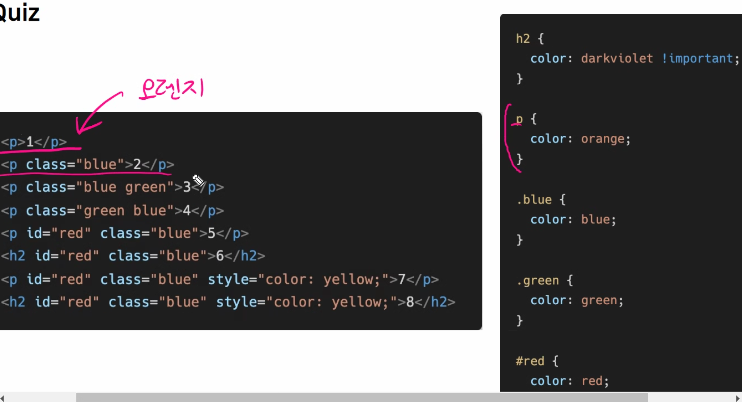 Quiz
오렌지
<p>1</p>
<p class="blue">2</p>
<p class="blue green">3</p>
<p class="green blue">4</p>
<p id="red" class="blue">5</p>
<h2 id="red" class="blue">6</h2>
<p id="red" class="blue" style="color: yellow;">7</p>
<h2 id="red" class="blue" style="color: yellow;">8</h2>
h2 {
color: darkviolet !important;
}
p {
color: orange;
}
.blue {
color: blue;
}
.green {
color: green;
}
#red {
color: red;